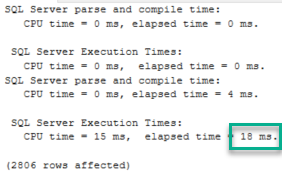 SQL Server parse and compile time:
CPU time = 0 ms, elapsed time = 0 ms.
SQL Server Execution Times:
CPU time = 0 ms, elapsed time = 0 ms.
SQL Server parse and compile time:
CPU time = 0 ms, elapsed time = 4 ms.
SQL Server Execution Times:
CPU time = 15 ms, elapsed time = 18 ms.
(2806 rows affected)